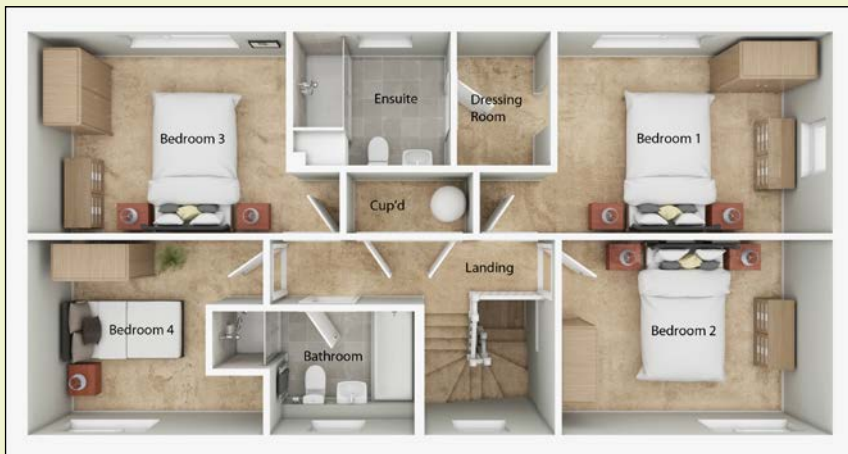 Bedroom 3
Ensuite
Dressing
Room
Bedroom 1
Cup'd
Landing
Bedroom 4
Bathroom
Bedroom 2